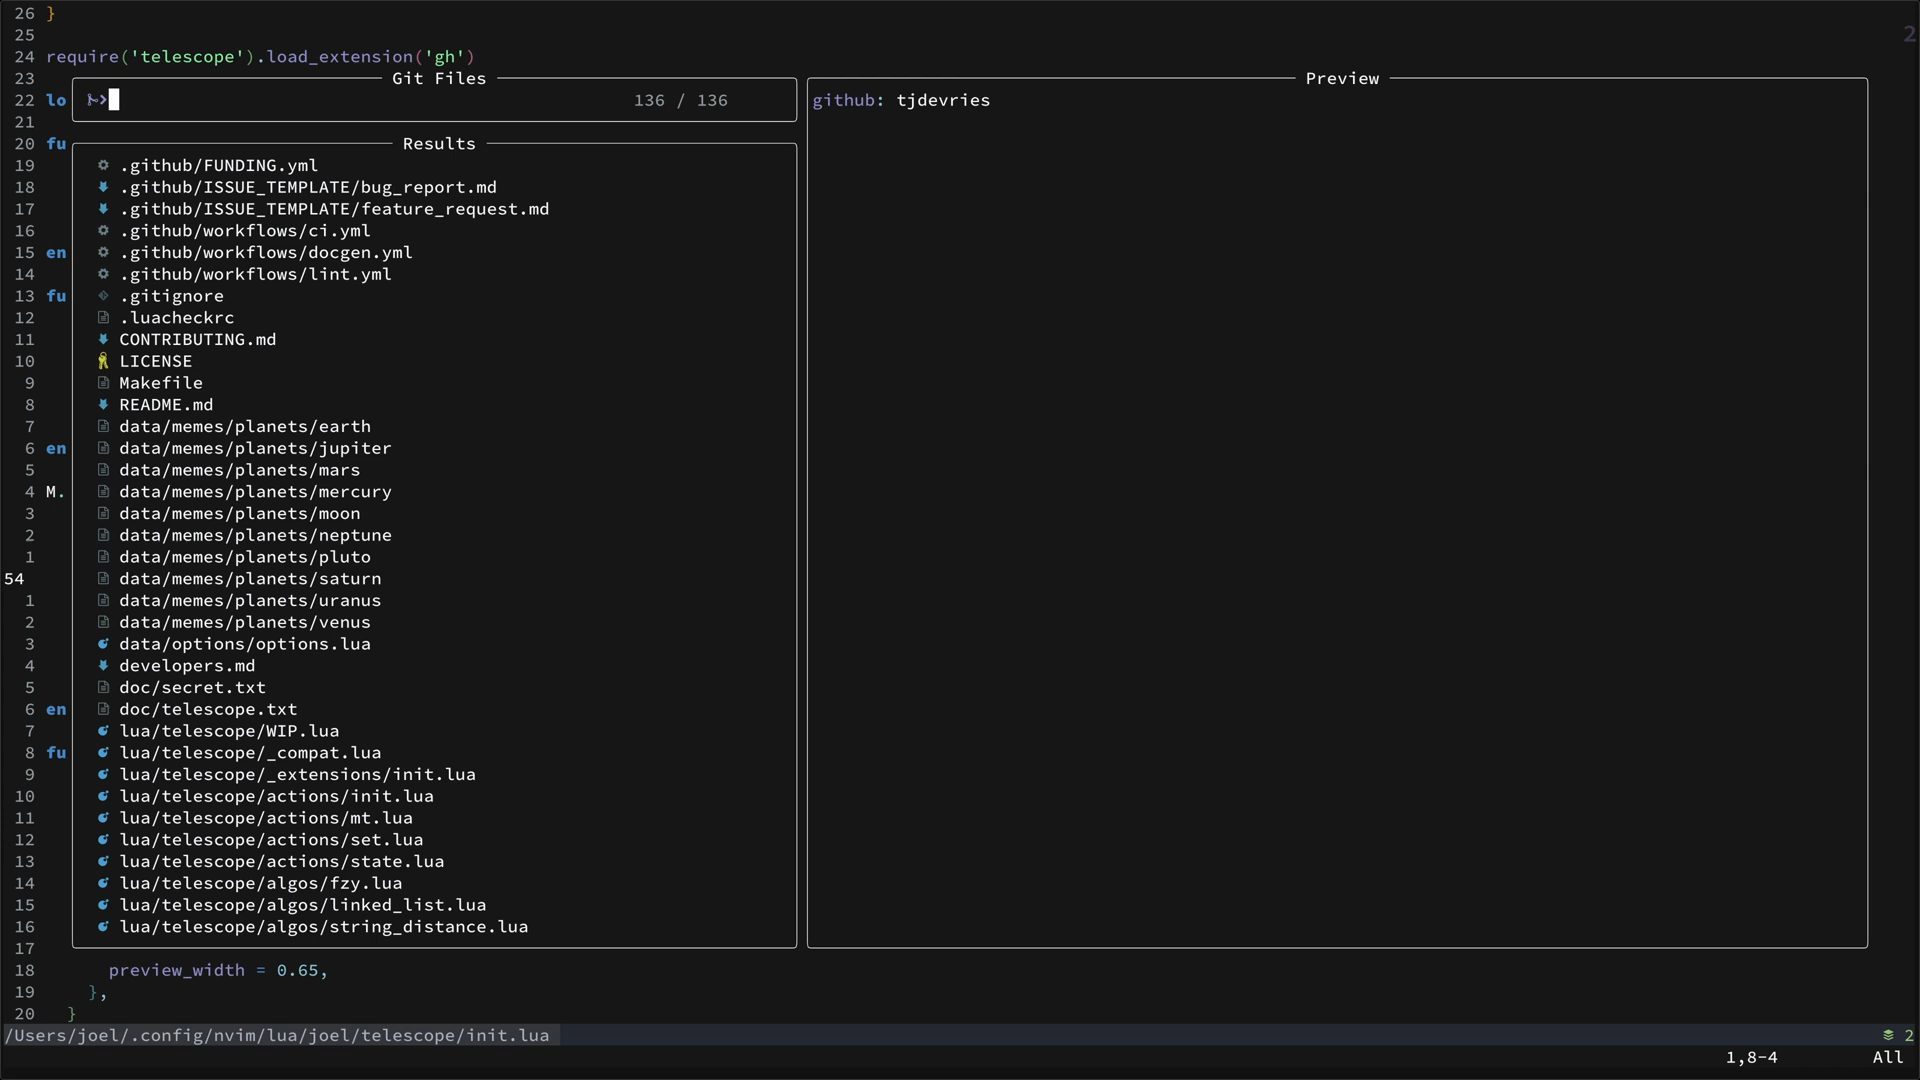 26 }
25
24 require('telescope').load_extension('gh')
2
23
Git Files
Preview
22 lo
136 / 136
github: tjdevries
21
20 fu
Results
19 .github/FUNDING.yml
18 .github/ISSUE_TEMPLATE/bug_report.md
17 .github/ISSUE_TEMPLATE/feature_request.md
16 .github/workflows/ci.yml
15 en .github/workflows/docgen.yml
14 .github/workflows/lint.yml
13 fu .gitignore
12 .luacheckrc
11 CONTRIBUTING.md
10 LICENSE
9 Makefile
8 README.md
7 data/memes/planets/earth
6 en data/memes/planets/jupiter
5 data/memes/planets/mars
4 M. data/memes/planets/mercury
3 data/memes/planets/moon
2 data/memes/planets/neptune
1 data/memes/planets/pluto
54 data/memes/planets/saturn
1 data/memes/planets/uranus
2 data/memes/planets/venus
3 data/options/options.lua
4 developers.md
5 doc/secret.txt
6 en doc/telescope.txt
7 lua/telescope/WIP.lua
8 fu lua/telescope/_compat.lua
9 lua/telescope/_extensions/init.lua
10 lua/telescope/actions/init.lua
11 lua/telescope/actions/mt.lua
12 lua/telescope/actions/set.lua
13 lua/telescope/actions/state.lua
14 lua/telescope/algos/fzy.lua
15 lua/telescope/algos/linked_list.lua
16 lua/telescope/algos/string_distance.lua
17
18 preview_width = 0.65,
19 },
20 }
/Users/joel/.config/nvim/lua/joel/telescope/init.lua
2
1,8-4 All